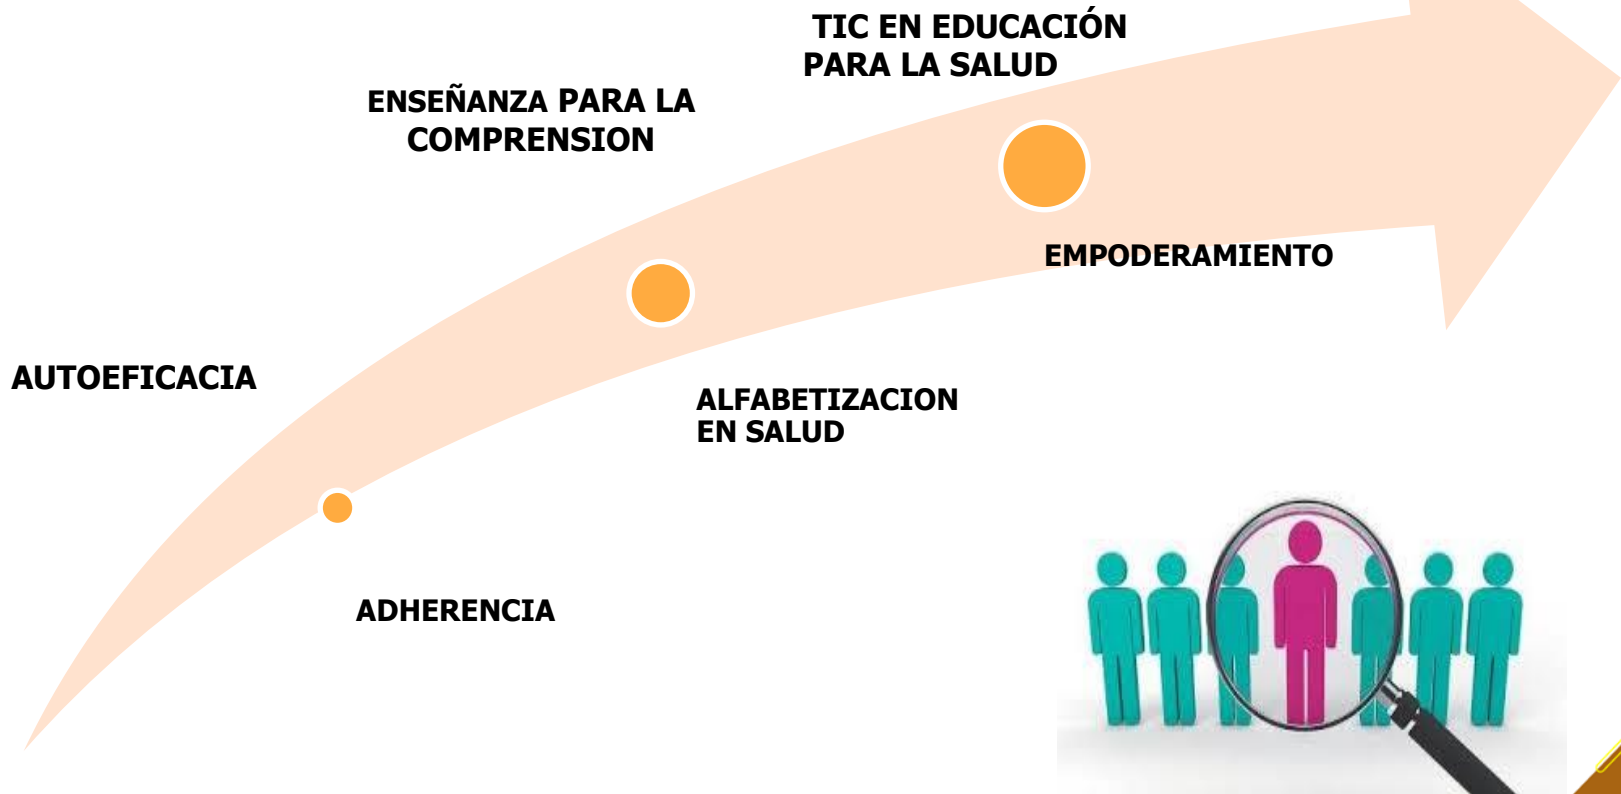 TIC EN EDUCACIÓN
PARA LA SALUD
ENSEÑANZA PARA LA
COMPRENSION
EMPODERAMIENTO
AUTOEFICACIA
ALFABETIZACION
EN SALUD
ADHERENCIA